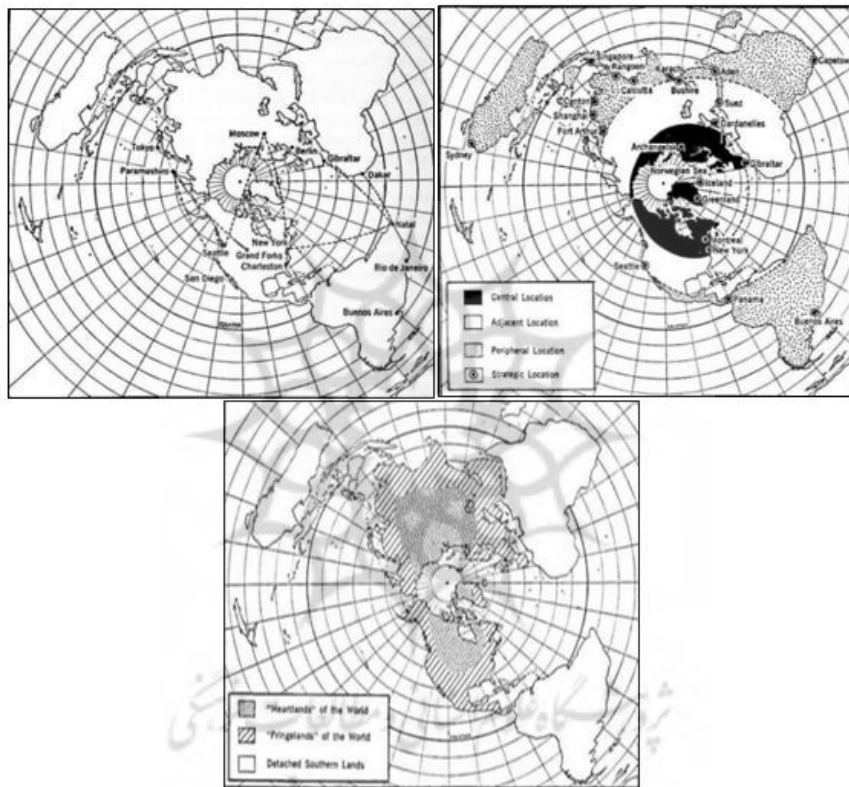 Moscow
Berlin
Gibraltar
Tokyo
Paramushiro
Dakar
Natal
New York
Seattle
Grand Forks
Charleston
San Diego
Rio de Janeiro
Buenos Aires
Singapore
Rangoon
Karachi
Aden
Capetown
Calcutta
Bushire
Canton
Suez
Shanghai
Dardanelles
Port Arthur
Archangel
Sydney
Norwegian Sea
Gibraltar
Iceland
Greenland
Montreal
New York
Seattle
Panama
Buenos Aires
Central Location
Adjacent Location
Peripheral Location
Strategic Location
"Heartlands" of the World
"Fringelands" of the World
Detached Southern Lands